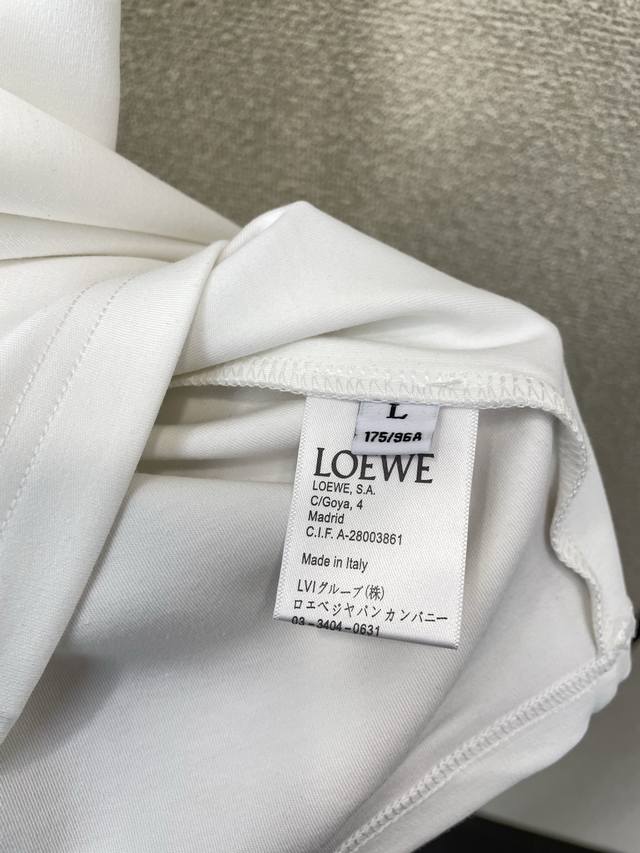 L
175/96A
LOEWE
LOEWE, S.A.
C/Goya, 4
Madrid
C.I.F. A-28003861
Made in Italy
LVIグループ(株)
ロエベジャパンカンパニー
03-3404-0631